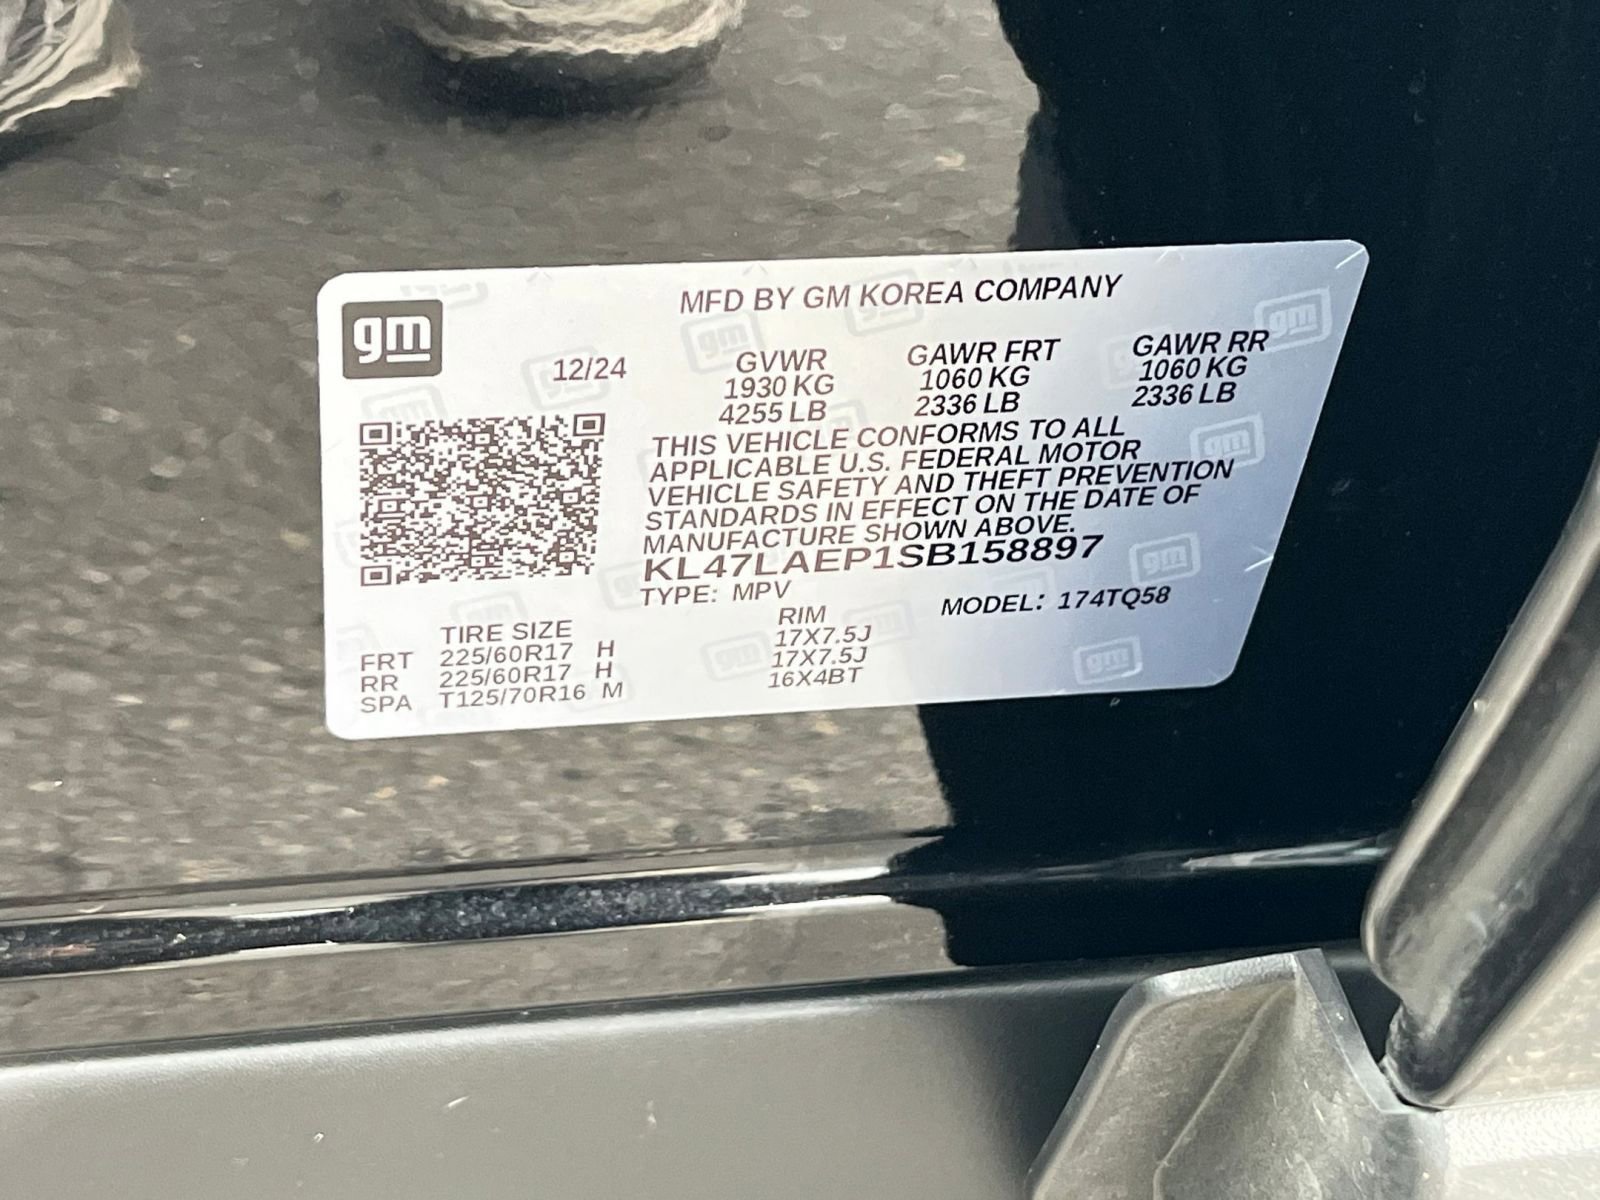 gm
MFD BY GM KOREA COMPANY
12/24
GVWR GAWR FRT GAWR RR
1930 KG 1060 KG 1060 KG
4255 LB 2336 LB 2336 LB
THIS VEHICLE CONFORMS TO ALL
APPLICABLE U.S. FEDERAL MOTOR
VEHICLE SAFETY AND THEFT PREVENTION
STANDARDS IN EFFECT ON THE DATE OF
MANUFACTURE SHOWN ABOVE.
KL47LAEP1SB158897
TYPE: MPV MODEL: 174TQ58
TIRE SIZE RIM
FRT 225/60R17 H 17X7.5J
RR 225/60R17 H 17X7.5J
SPA T125/70R16 M 16X4BT